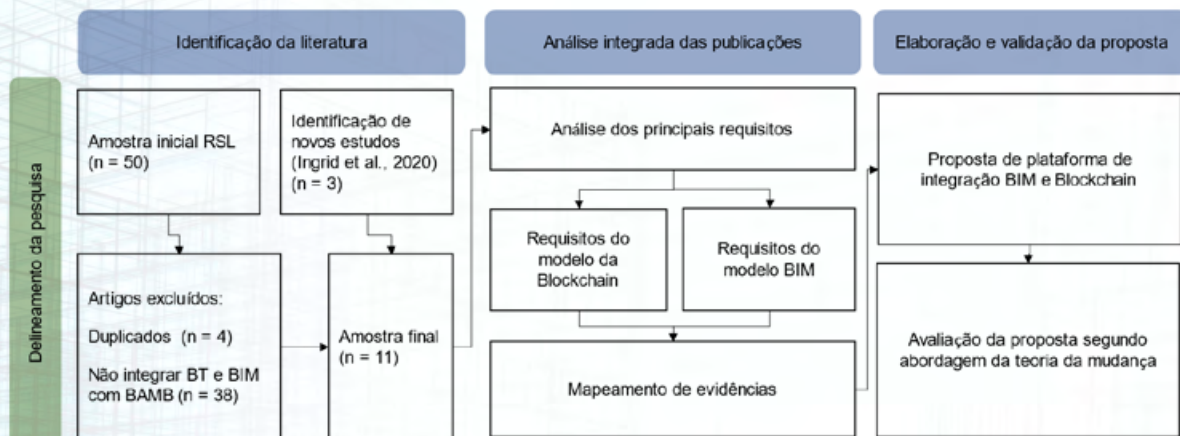 Identificação da literatura
Análise integrada das publicações
Elaboração e validação da proposta
Delineamento da pesquisa
Amostra inicial RSL
(n = 50)
Identificação de
novos estudos
(Ingrid et al., 2020)
(n = 3)
Artigos excluídos:
Duplicados (n = 4)
Não integrar BT e BIM
com BAMB (n = 38)
Amostra final
(n = 11)
Análise dos principais requisitos
Requisitos do
modelo da
Blockchain
Requisitos do
modelo BIM
Mapeamento de evidências
Proposta de plataforma de
integração BIM e Blockchain
Avaliação da proposta segundo
abordagem da teoria da mudança